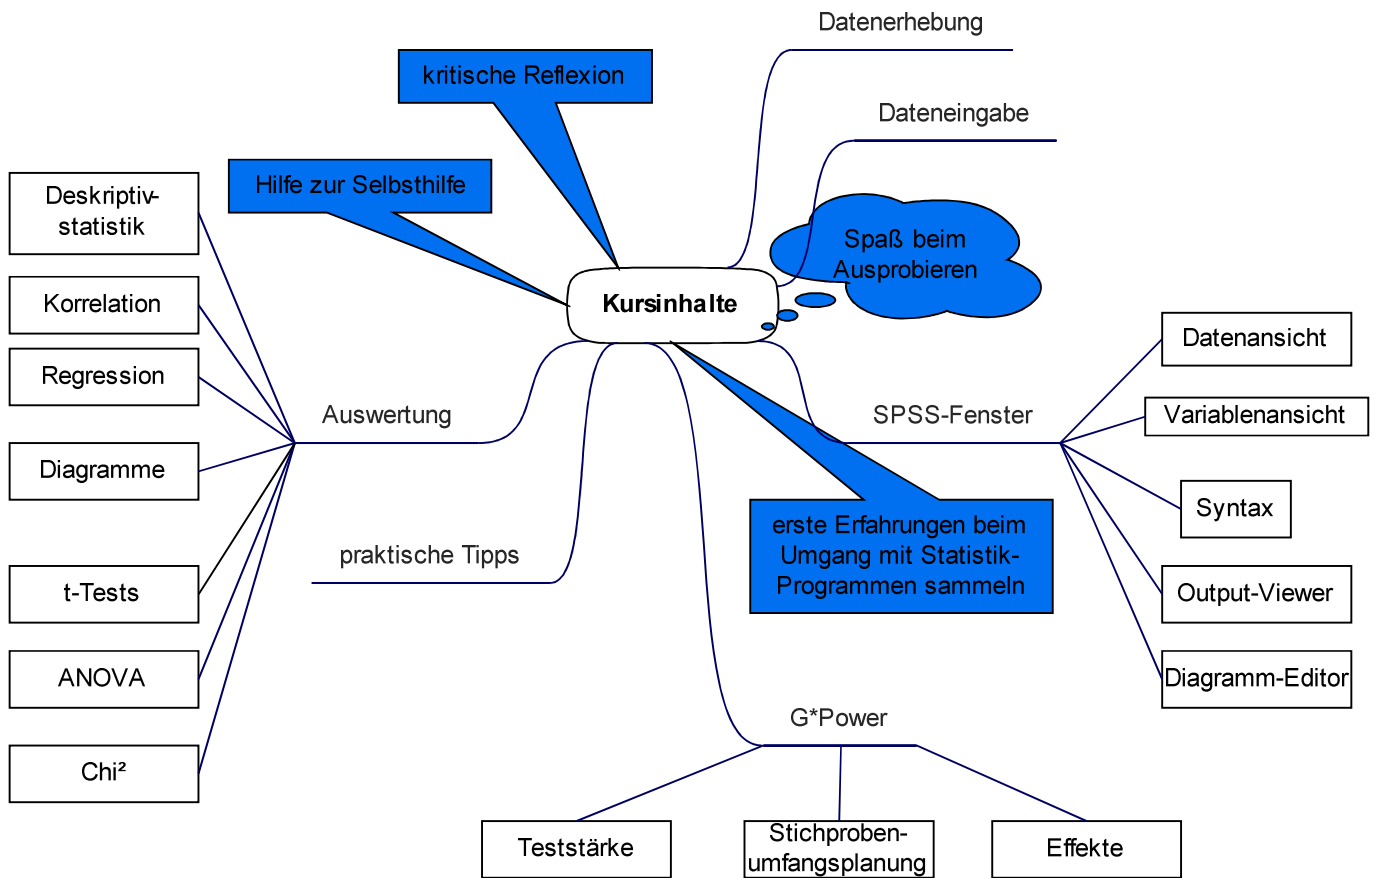 Datenerhebung
kritische Reflexion
Dateneingabe
Hilfe zur Selbsthilfe
Deskriptiv-
statistik
Spaß beim
Ausprobieren
Kursinhalte
Korrelation
Regression
Diagramme
t-Tests
ANOVA
Chi²
Auswertung
praktische Tipps
SPSS-Fenster
Datenansicht
Variablenansicht
Syntax
Output-Viewer
Diagramm-Editor
erste Erfahrungen beim
Umgang mit Statistik-
Programmen sammeln
G*Power
Teststärke
Stichproben-
umfangsplanung
Effekte